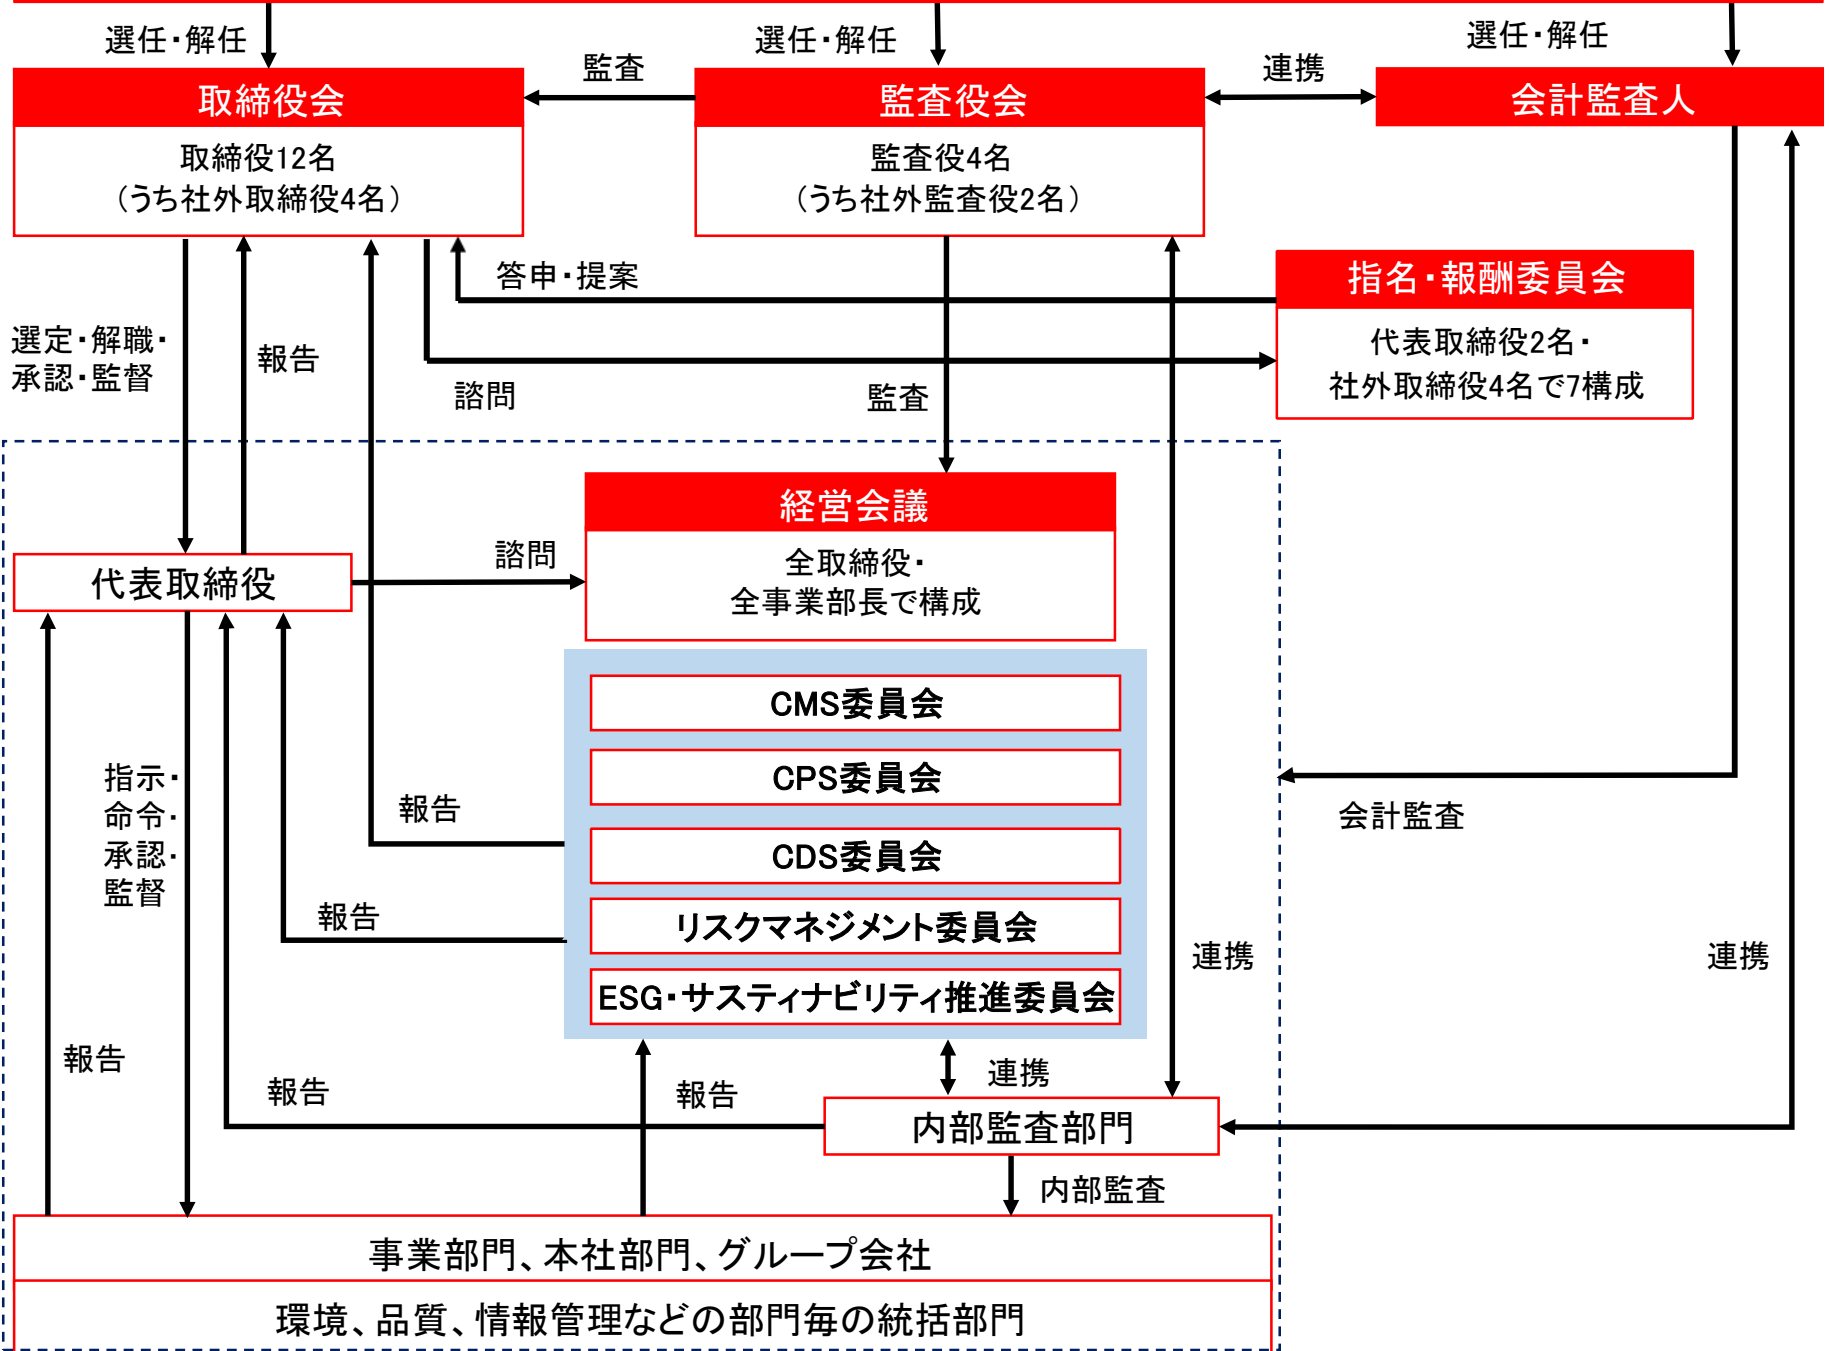 選任・解任
選任・解任
選任・解任
取締役会
監査
監査役会
連携
会計監査人
取締役12名
（うち社外取締役4名）
監査役4名
（うち社外監査役2名）
答申・提案
指名・報酬委員会
代表取締役2名・
社外取締役4名で7構成
選定・解職・
承認・監督
報告
諮問
監査
経営会議
全取締役・
全事業部長で構成
代表取締役
諮問
CMS委員会
CPS委員会
CDS委員会
リスクマネジメント委員会
ESG・サスティナビリティ推進委員会
指示・
命令・
承認・
監督
報告
報告
会計監査
連携
連携
報告
報告
報告
連携
内部監査部門
内部監査
事業部門、本社部門、グループ会社
環境、品質、情報管理などの部門毎の統括部門